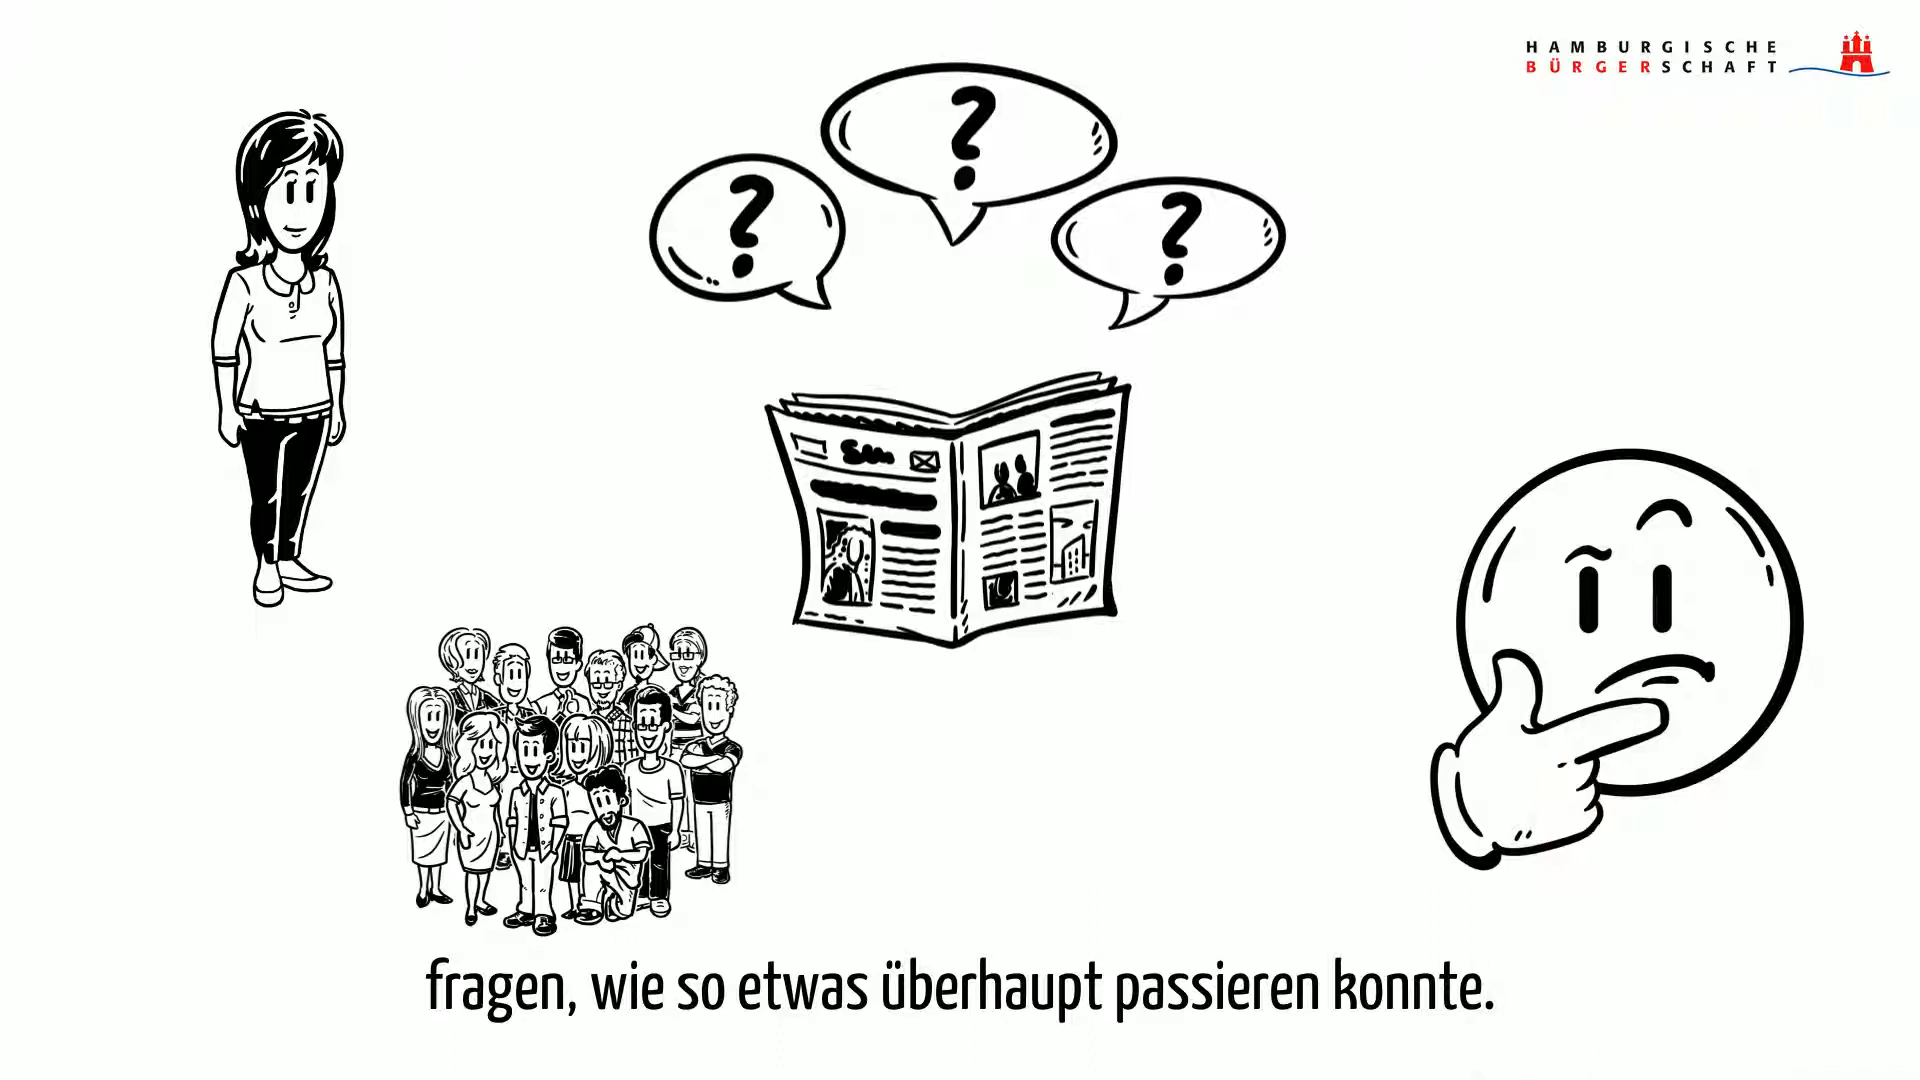 HAMBURGISCHE
BÜRGERSCHAFT
?
?
?
fragen, wie so etwas überhaupt passieren konnte.